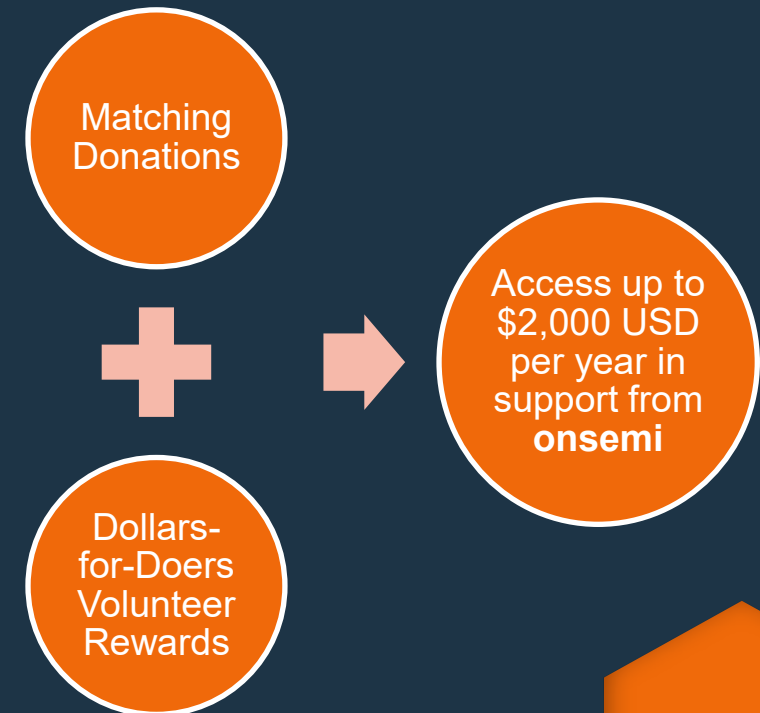 Matching
Donations
Dollars-
for-Doers
Volunteer
Rewards
Access up to
$2,000 USD
per year in
support from
onsemi